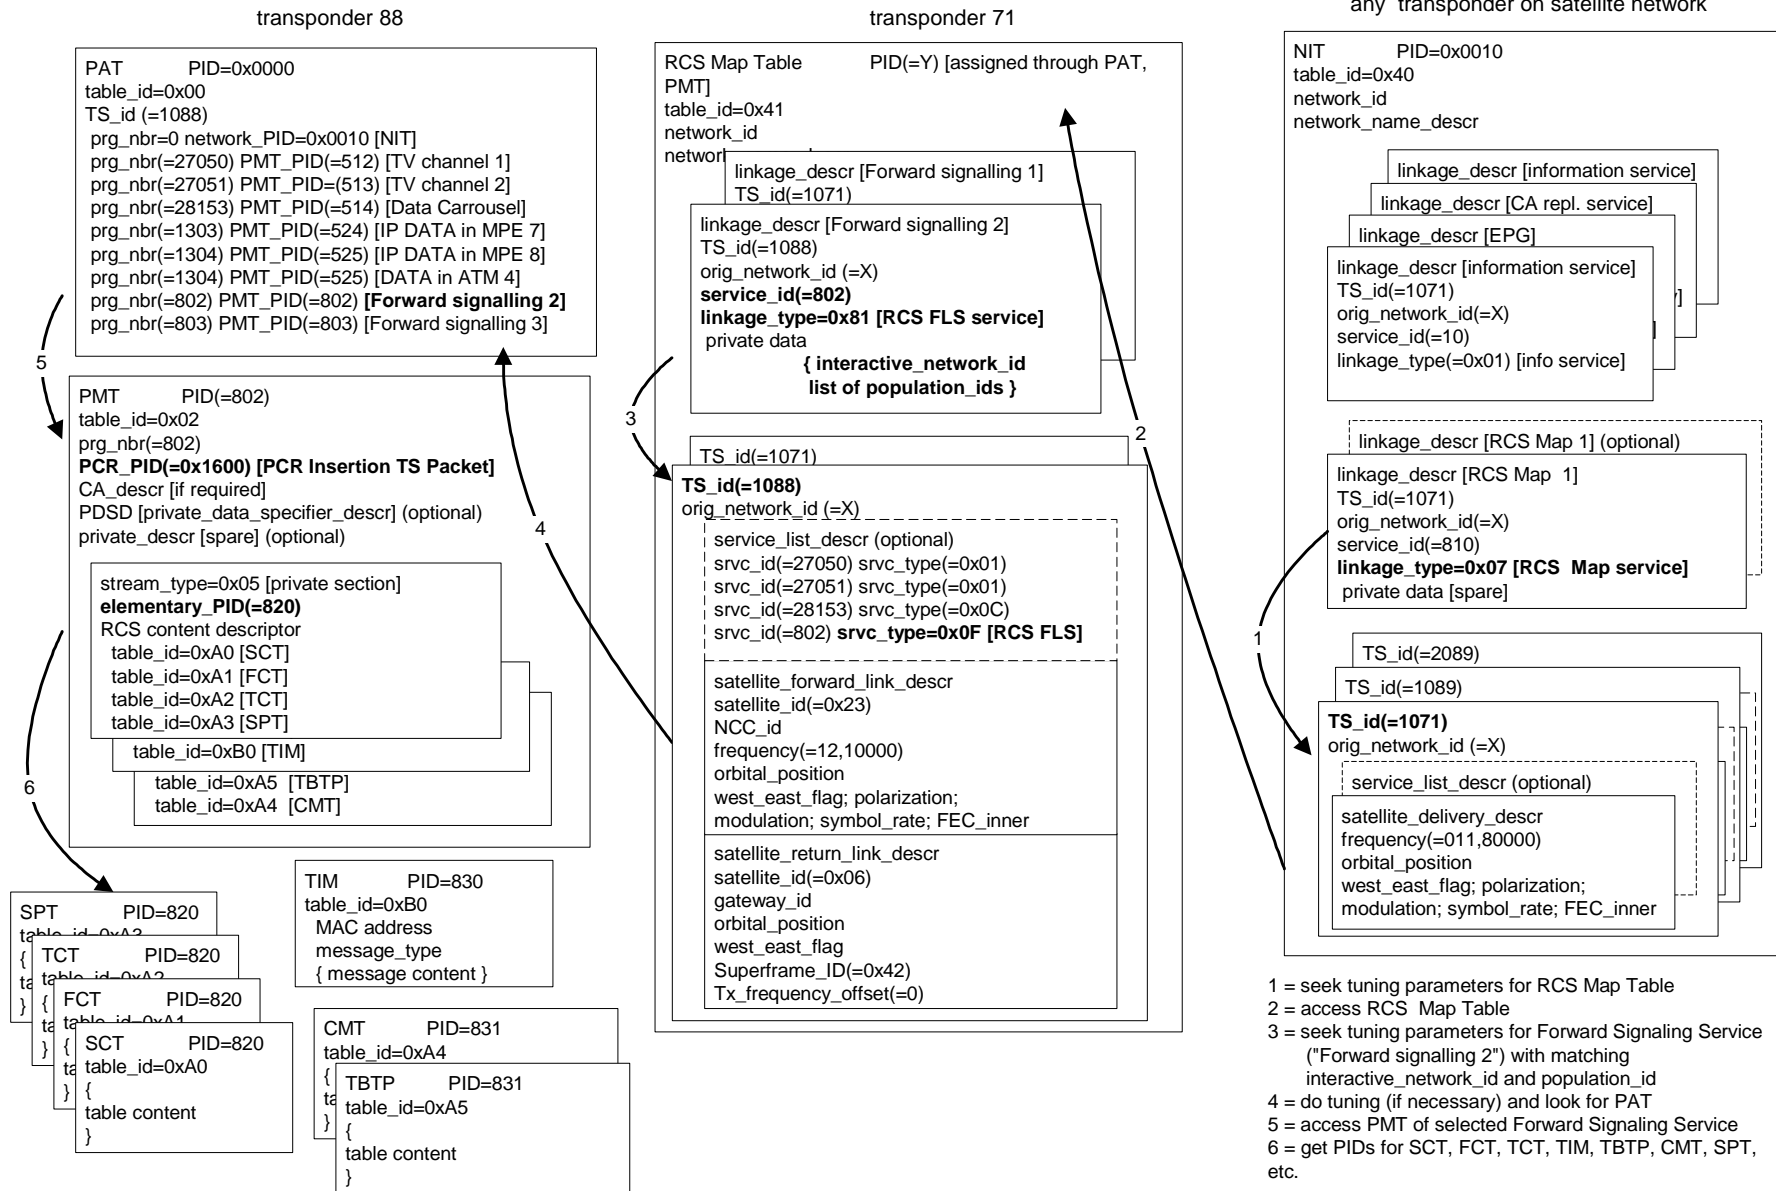 transponder 88
PAT PID=0x0000
table_id=0x00
TS_id (=1088)
prg_nbr=0 network_PID=0x0010 [NIT]
prg_nbr(=27050) PMT_PID(=512) [TV channel 1]
prg_nbr(=27051) PMT_PID=(513) [TV channel 2]
prg_nbr(=28153) PMT_PID(=514) [Data Carrousel]
prg_nbr(=1303) PMT_PID(=524) [IP DATA in MPE 7]
prg_nbr(=1304) PMT_PID(=525) [IP DATA in MPE 8]
prg_nbr(=1304) PMT_PID(=525) [DATA in ATM 4]
prg_nbr(=802) PMT_PID(=802) [Forward signalling 2]
prg_nbr(=803) PMT_PID(=803) [Forward signalling 3]
5
PMT PID(=802)
table_id=0x02
prg_nbr(=802)
PCR_PID(=0x1600) [PCR Insertion TS Packet]
CA_descr [if required]
PDSD [private_data_specifier_descr] (optional)
private_descr [spare] (optional)
stream_type=0x05 [private section]
elementary_PID(=820)
RCS content descriptor
table_id=0xA0 [SCT]
table_id=0xA1 [FCT]
table_id=0xA2 [TCT]
table_id=0xA3 [SPT]
table_id=0xB0 [TIM]
table_id=0xA5 [TBTP]
table_id=0xA4 [CMT]
6
SPT PID=820
table_id=0xA3
{
ta
}
TCT PID=820
table_id=0xA2
{
ta
}
FCT PID=820
table_id=0xA1
{
ta
}
SCT PID=820
table_id=0xA0
{
table content
}
TIM PID=830
table_id=0xB0
MAC address
message_type
{ message content }
CMT PID=831
table_id=0xA4
{
ta
}
TBTP PID=831
table_id=0xA5
{
table content
}
4
transponder 71
RCS Map Table PID(=Y) [assigned through PAT,
PMT]
table_id=0x41
network_id
networ
linkage_descr [Forward signalling 1]
TS_id(=1071)
linkage_descr [Forward signalling 2]
TS_id(=1088)
orig_network_id (=X)
service_id(=802)
linkage_type=0x81 [RCS FLS service]
private data
{ interactive_network_id
list of population_ids }
3
TS_id(=1071)
TS_id(=1088)
orig_network_id (=X)
service_list_descr (optional)
srvc_id(=27050) srvc_type(=0x01)
srvc_id(=27051) srvc_type(=0x01)
srvc_id(=28153) srvc_type(=0x0C)
srvc_id(=802) srvc_type=0x0F [RCS FLS]
satellite_forward_link_descr
satellite_id(=0x23)
NCC_id
frequency(=12,10000)
orbital_position
west_east_flag; polarization;
modulation; symbol_rate; FEC_inner
satellite_return_link_descr
satellite_id(=0x06)
gateway_id
orbital_position
west_east_flag
Superframe_ID(=0x42)
Tx_frequency_offset(=0)
2
any transponder on satellite network
NIT PID=0x0010
table_id=0x40
network_id
network_name_descr
linkage_descr [information service]
linkage_descr [CA repl. service]
linkage_descr [EPG]
linkage_descr [information service]
TS_id(=1071)
orig_network_id(=X)
service_id(=10)
linkage_type(=0x01) [info service]
]
]
linkage_descr [RCS Map 1] (optional)
linkage_descr [RCS Map 1]
TS_id(=1071)
orig_network_id(=X)
service_id(=810)
linkage_type=0x07 [RCS Map service]
private data [spare]
1
TS_id(=2089)
TS_id(=1089)
TS_id(=1071)
orig_network_id (=X)
service_list_descr (optional)
satellite_delivery_descr
frequency(=011,80000)
orbital_position
west_east_flag; polarization;
modulation; symbol_rate; FEC_inner
1 = seek tuning parameters for RCS Map Table
2 = access RCS Map Table
3 = seek tuning parameters for Forward Signaling Service
("Forward signalling 2") with matching
interactive_network_id and population_id
4 = do tuning (if necessary) and look for PAT
5 = access PMT of selected Forward Signaling Service
6 = get PIDs for SCT, FCT, TCT, TIM, TBTP, CMT, SPT,
etc.